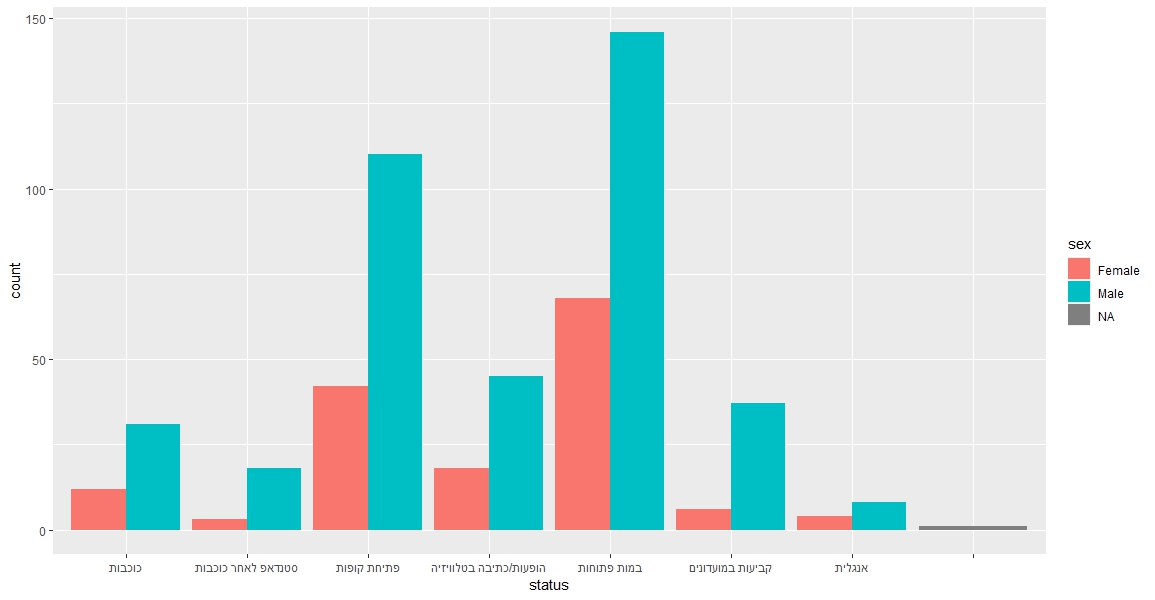 150
100
50
0
count
כוכבות
סטנדאפ לאחר כוכבות
פתיחת קופות
הופעות/כתיבה בטלוויזיה
במות פתוחות
קביעות במועדונים
אנגלית
status
sex
Female
Male
NA